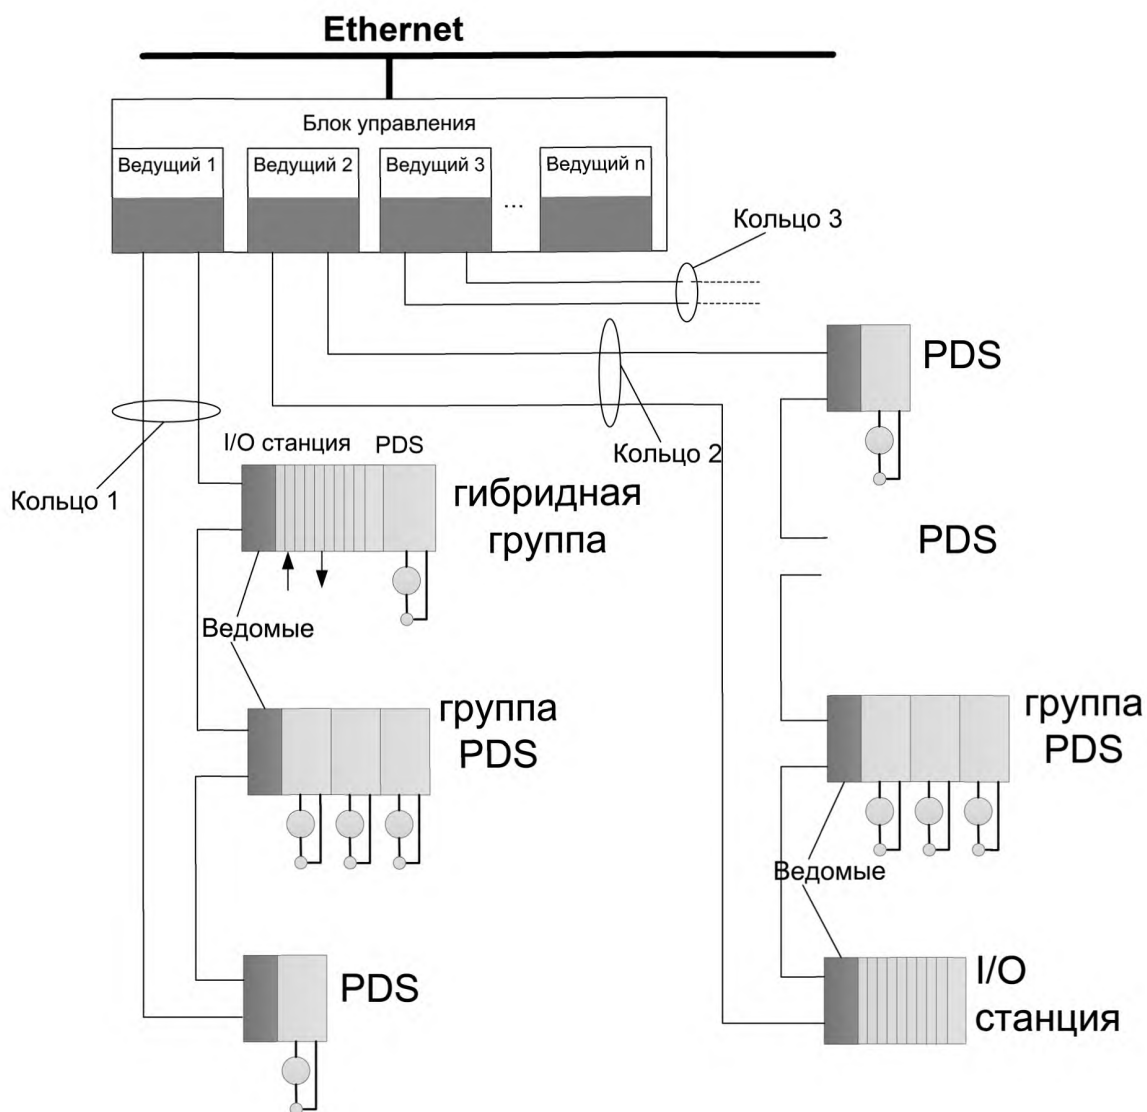 Ethernet
Блок управления
Ведущий 1
Ведущий 2
Ведущий 3
...
Ведущий n
Кольцо 3
PDS
Кольцо 2
I/O станция
PDS
Кольцо 1
гибридная
группа
PDS
Ведомые
группа
PDS
группа
PDS
Ведомые
PDS
I/O
станция